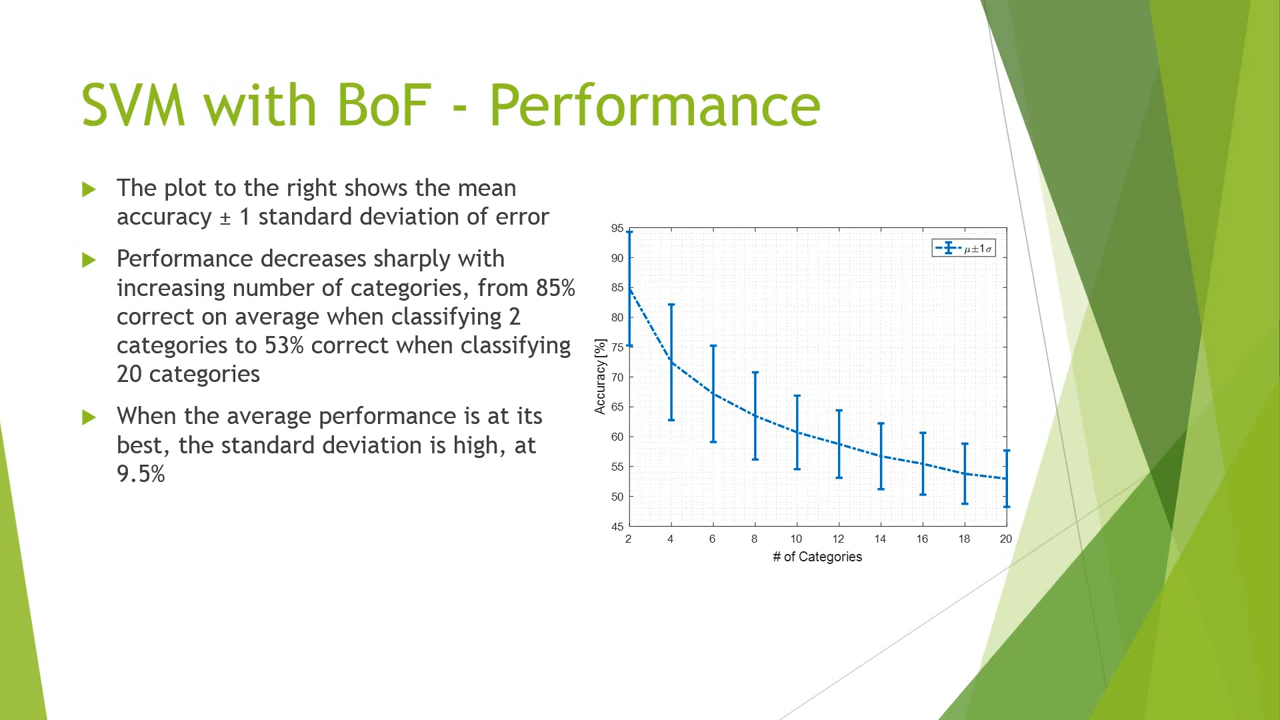 SVM with BoF - Performance
The plot to the right shows the mean
accuracy ± 1 standard deviation of error
Performance decreases sharply with
increasing number of categories, from 85%
correct on average when classifying 2
categories to 53% correct when classifying
20 categories
When the average performance is at its
best, the standard deviation is high, at
9.5%
95
90
85
80
75
70
65
60
55
50
45
Accuracy [%]
μ±1σ
2 4 6 8 10 12 14 16 18 20
# of Categories